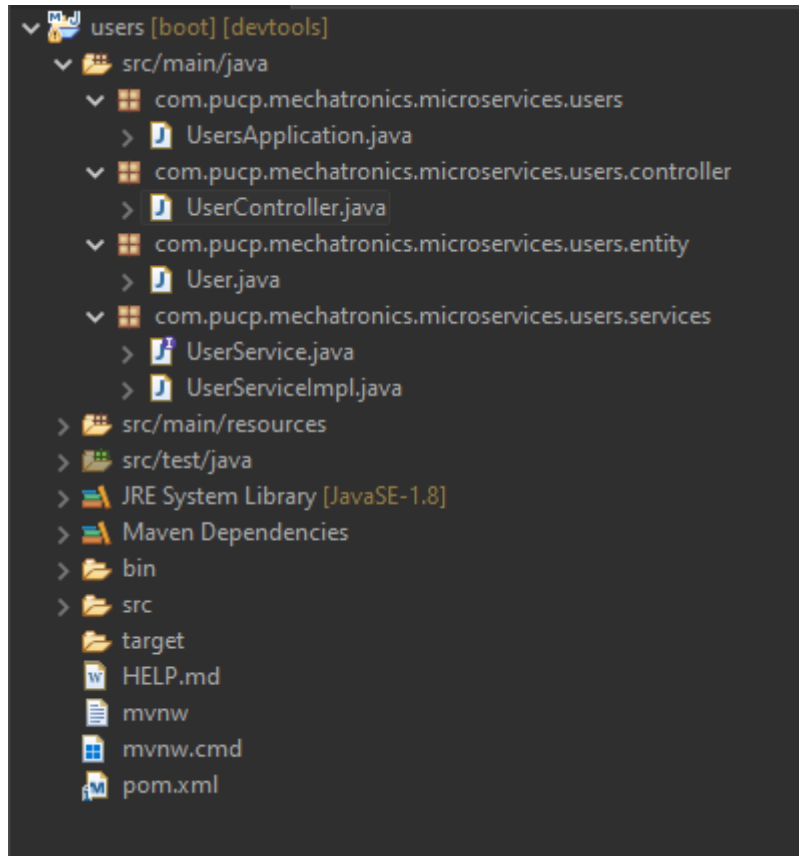 users [boot] [devtools]
src/main/java
com.pucp.mechatronics.microservices.users
UsersApplication.java
com.pucp.mechatronics.microservices.users.controller
UserController.java
com.pucp.mechatronics.microservices.users.entity
User.java
com.pucp.mechatronics.microservices.users.services
UserService.java
UserServiceImpl.java
src/main/resources
src/test/java
JRE System Library [JavaSE-1.8]
Maven Dependencies
bin
src
target
HELP.md
mvnw
mvnw.cmd
pom.xml